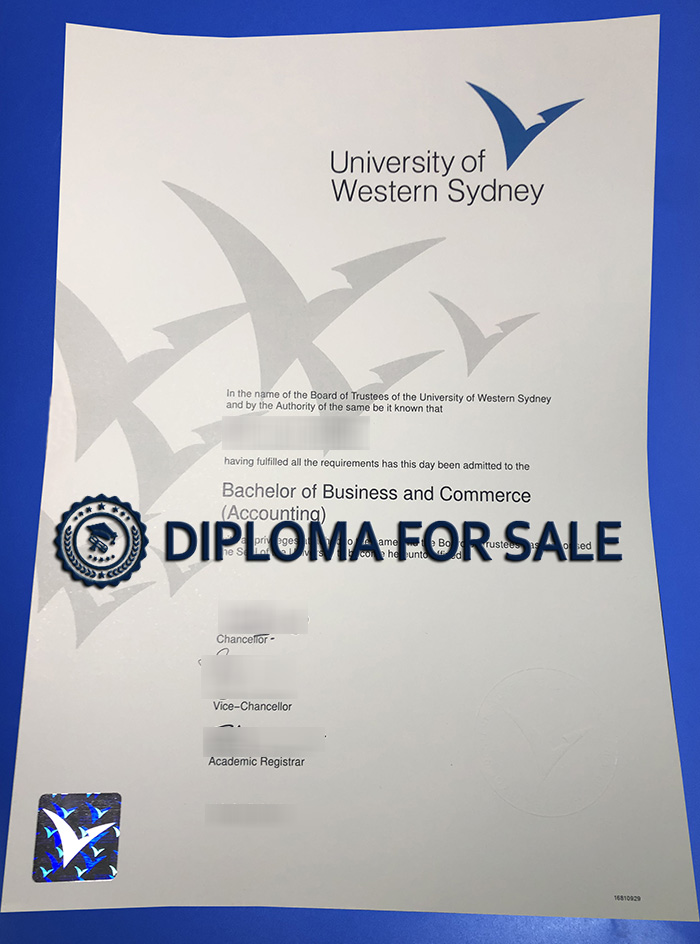 University of
Western Sydney
In the name of the Board of Trustees of the University of Western Sydney
and by the Authority of the same be it known that
having fulfilled all the requirements has this day been admitted to the
Bachelor of Business and Commerce
(Accounting)
DIPLOMA FOR SALE
Chancellor
Vice-Chancellor
Academic Registrar
16810929